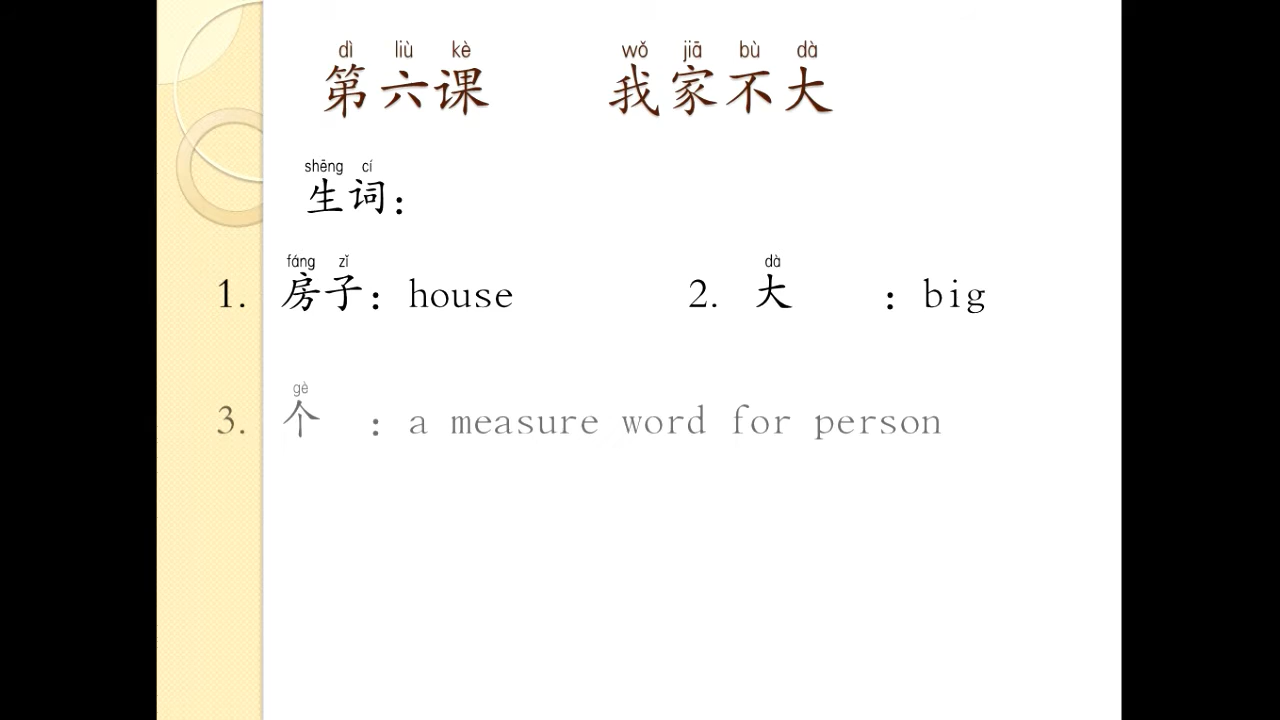 dì liù kè wǒ jiā bù dà
第六课 我家不大
shēng cí
生词：
fáng zǐ dà
1. 房子：house 2. 大 ：big
gè
3. 个 ：a measure word for person